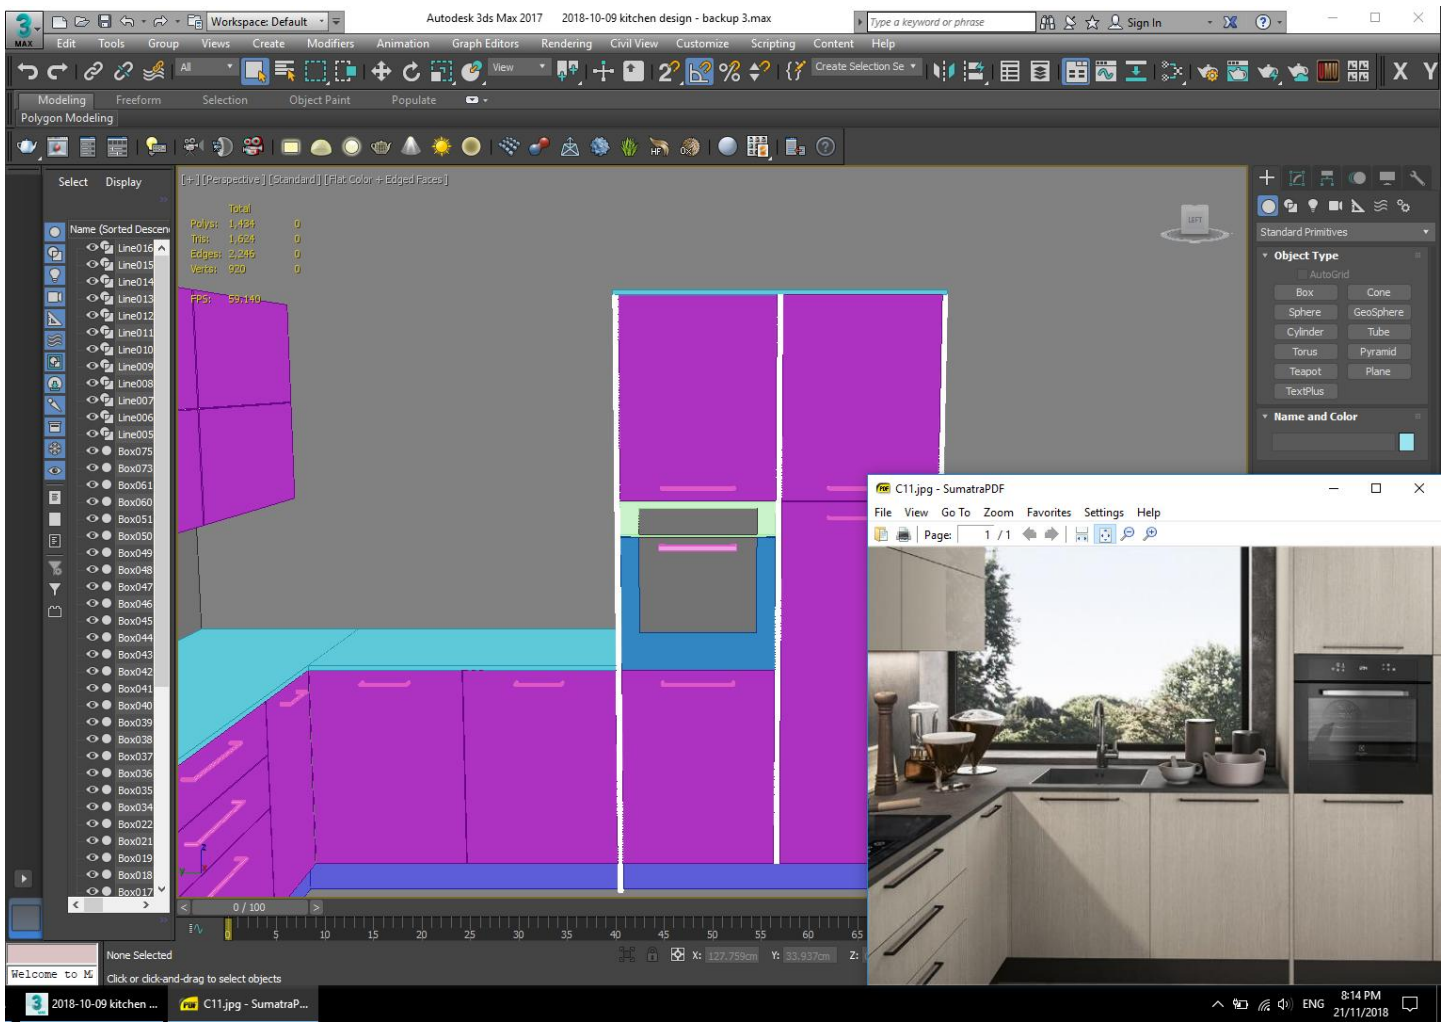 3
MAX
Workspace: Default
Autodesk 3ds Max 2017    2018-10-09 kitchen design - backup 3.max
Type a keyword or phrase
Sign In
Edit Tools Group Views Create Modifiers Animation Graph Editors Rendering Civil View Customize Scripting Content Help
All
View
Create Selection Se
X Y
Modeling Freeform Selection Object Paint Populate
Polygon Modeling
HF
Select Display
[+] [Perspective] [Standard] [Flat Color + Edged Faces]
Total
Polys: 1,434 0
Tris: 1,624 0
Edges: 2,246 0
Verts: 920 0
FPS: 59,140
LEFT
Name (Sorted Descen
Line016
Line015
Line014
Line013
Line012
Line011
Line010
Line009
Line008
Line007
Line006
Line005
Box075
Box073
Box061
Box060
Box051
Box050
Box049
Box048
Box047
Box046
Box045
Box044
Box043
Box042
Box041
Box040
Box039
Box038
Box037
Box036
Box035
Box034
Box022
Box021
Box019
Box018
Box017
Standard Primitives
Object Type
AutoGrid
Box Cone
Sphere GeoSphere
Cylinder Tube
Torus Pyramid
Teapot Plane
TextPlus
Name and Color
C11.jpg - SumatraPDF
File View Go To Zoom Favorites Settings Help
Page: 1 / 1
z
0 / 100
0 5 10 15 20 25 30 35 40 45 50 55 60 65
None Selected
X: 127.759cm Y: 33.937cm Z:
Welcome to M
Click or click-and-drag to select objects
2018-10-09 kitchen ...
C11.jpg - SumatraP...
ENG
8:14 PM
21/11/2018